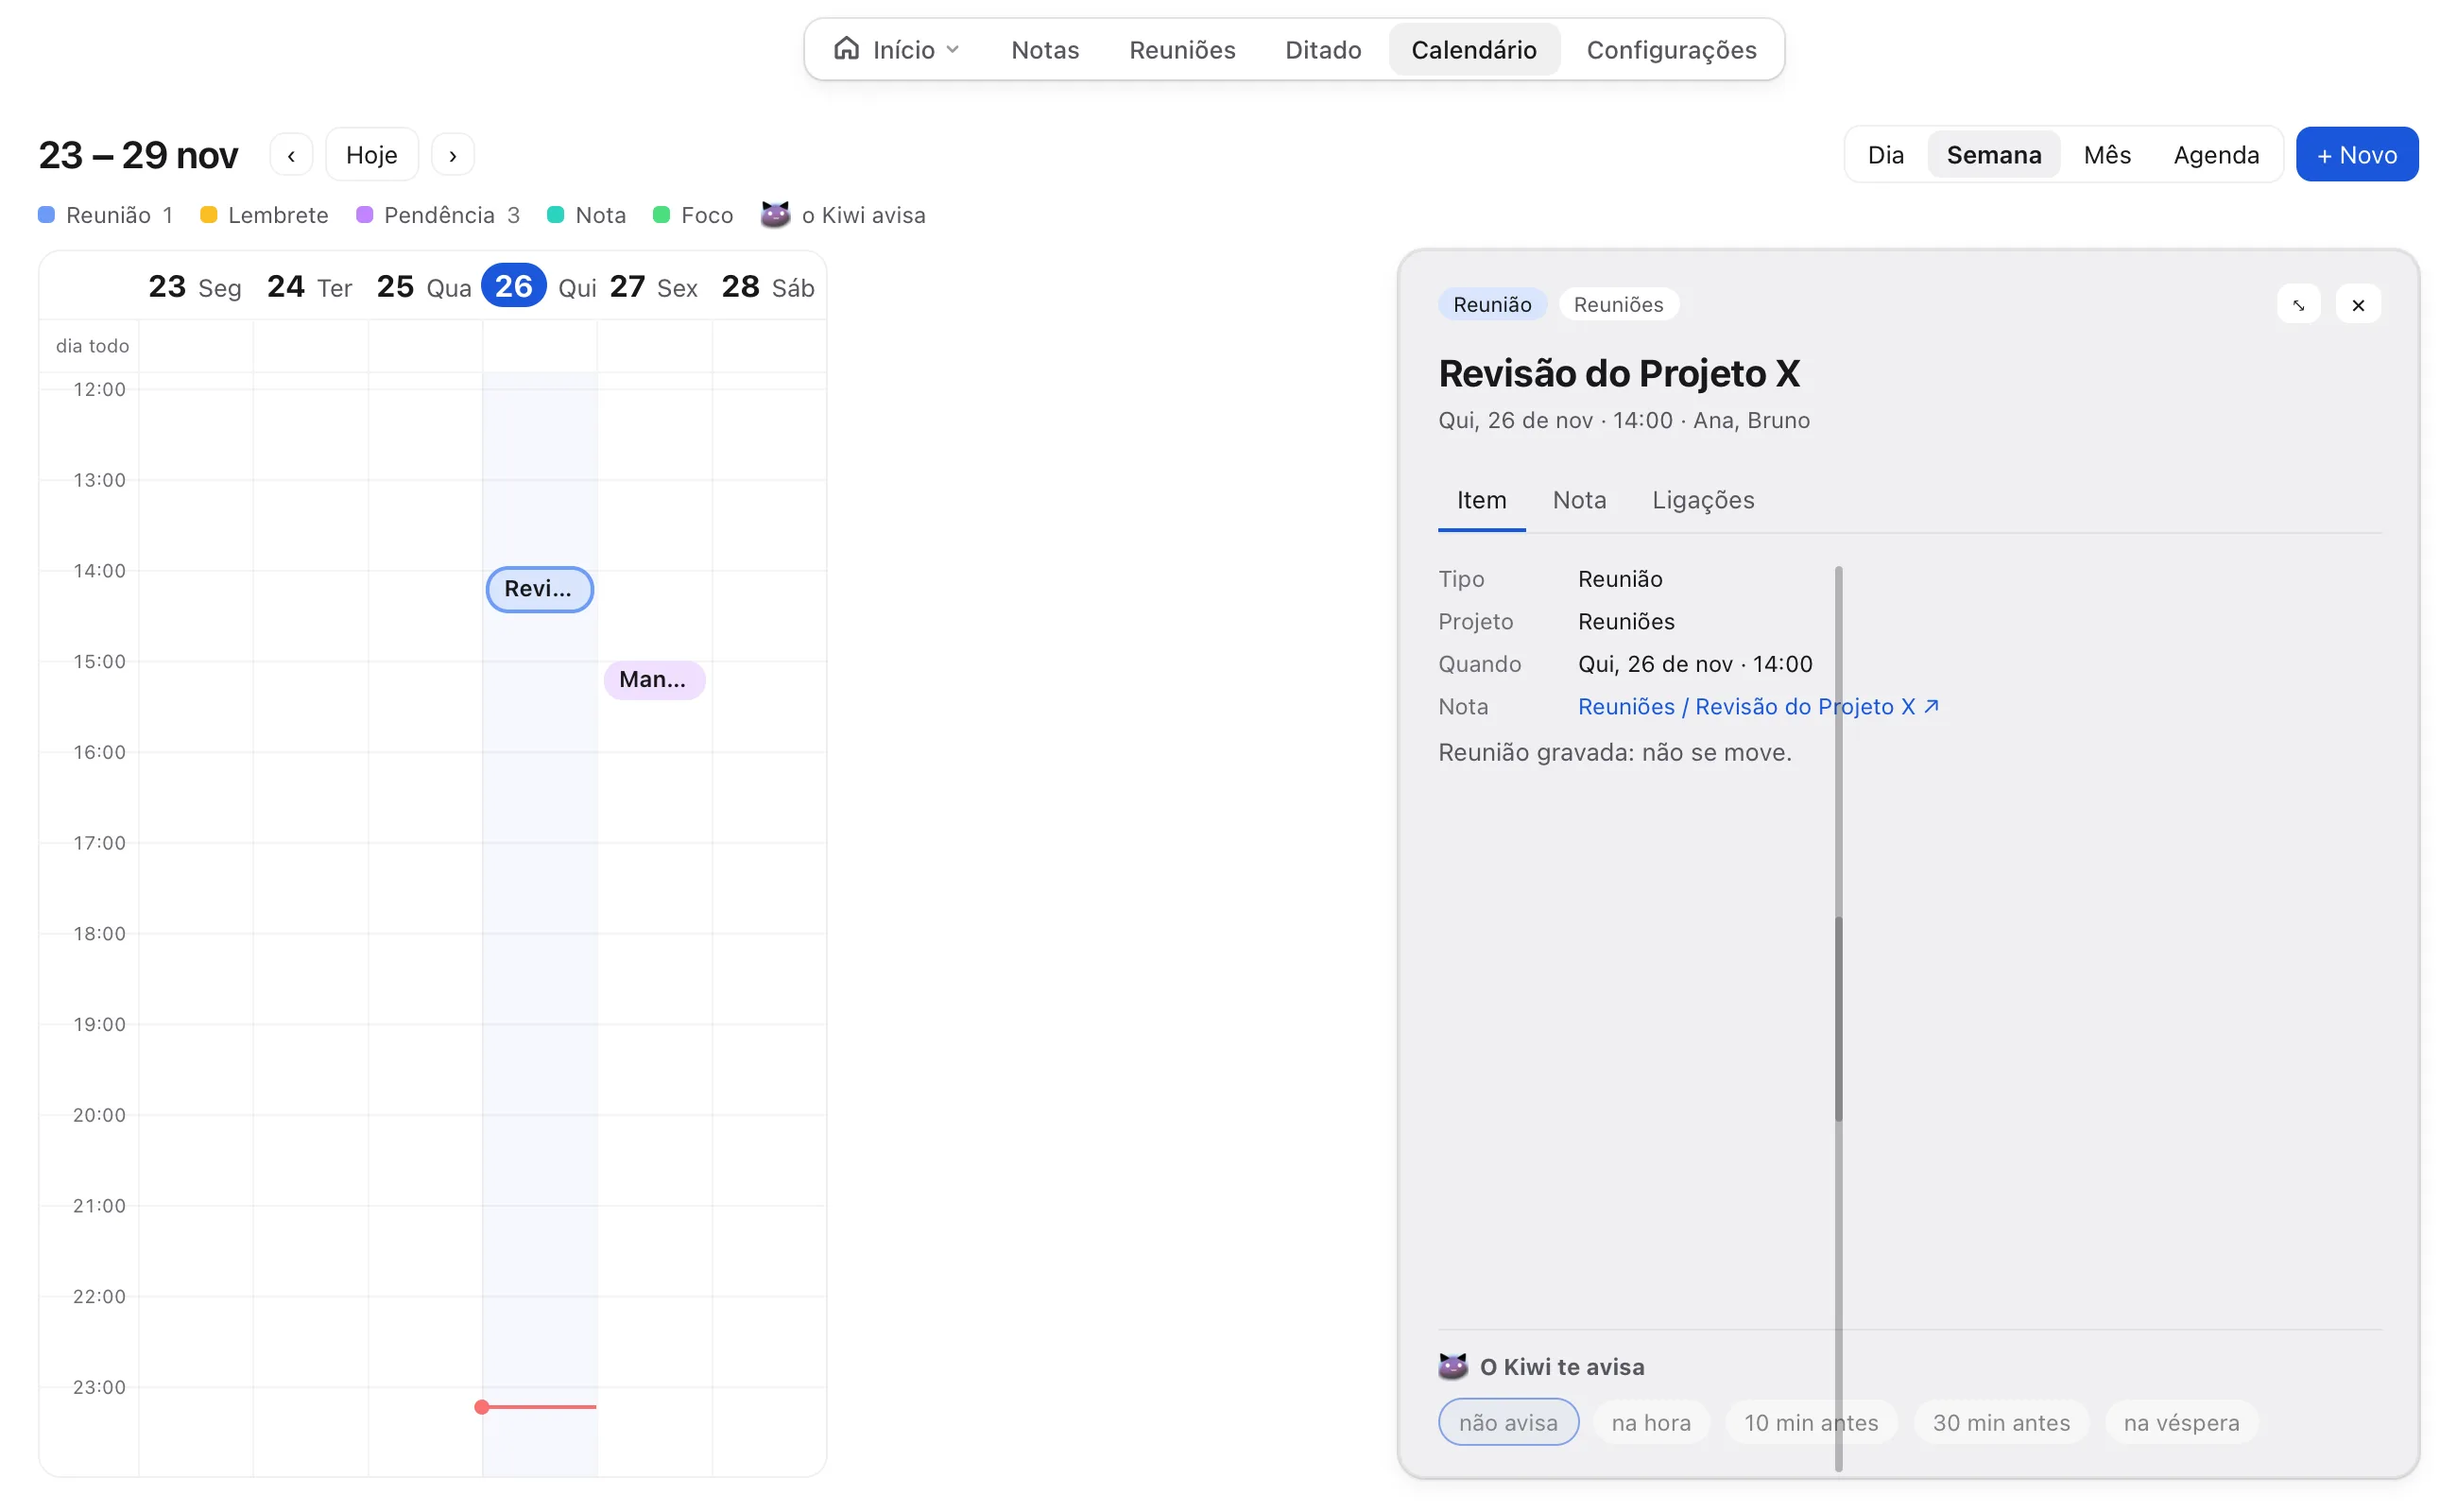 Início Notas Reuniões Ditado Calendário Configurações
23 – 29 nov ‹ Hoje › Dia Semana Mês Agenda + Novo
Reunião 1 Lembrete Pendência 3 Nota Foco o Kiwi avisa
23 Seg 24 Ter 25 Qua 26 Qui 27 Sex 28 Sáb
dia todo
12:00
13:00
14:00
Revi...
15:00
Man...
16:00
17:00
18:00
19:00
20:00
21:00
22:00
23:00
Reunião Reuniões
Revisão do Projeto X
Qui, 26 de nov · 14:00 · Ana, Bruno
Item Nota Ligações
Tipo Reunião
Projeto Reuniões
Quando Qui, 26 de nov · 14:00
Nota Reuniões / Revisão do Projeto X ↗
Reunião gravada: não se move.
O Kiwi te avisa
não avisa na hora 10 min antes 30 min antes na véspera